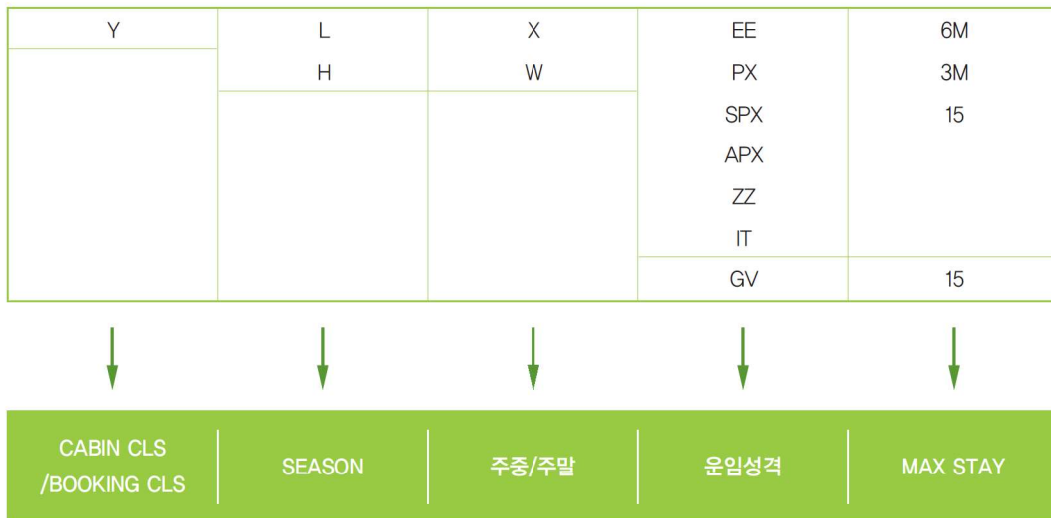 Y L X EE 6M
H W PX 3M
SPX 15
APX
ZZ
IT
GV 15
CABIN CLS
/BOOKING CLS
SEASON
주중/주말
운임성격
MAX STAY